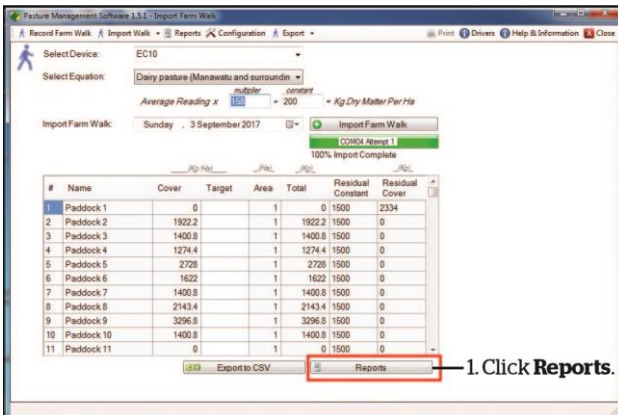 Pasture Management Software 1.5.1 - Import Farm Walk
Record Farm Walk Import Walk Reports Configuration Export Print Drivers Help & Information Close
Select Device: EC10
Select Equation: Dairy pasture (Manawatu and surroundin
multiplier constant
Average Reading x 158 + 200 = Kg Dry Matter Per Ha
Import Farm Walk: Sunday , 3 September 2017 Import Farm Walk
COM04 Attempt 1
100% Import Complete
(Kg/Ha) (Ha) (Kg) (Kg)
# Name Cover Target Area Total Residual Constant Residual Cover
1 Paddock 1 0 1 0 1500 2334
2 Paddock 2 1922.2 1 1922.2 1500 0
3 Paddock 3 1400.8 1 1400.8 1500 0
4 Paddock 4 1274.4 1 1274.4 1500 0
5 Paddock 5 2728 1 2728 1500 0
6 Paddock 6 1622 1 1622 1500 0
7 Paddock 7 1400.8 1 1400.8 1500 0
8 Paddock 8 2143.4 1 2143.4 1500 0
9 Paddock 9 3296.8 1 3296.8 1500 0
10 Paddock 10 1400.8 1 1400.8 1500 0
11 Paddock 11 0 1 0 1500 0
Export to CSV Reports
1. Click Reports.